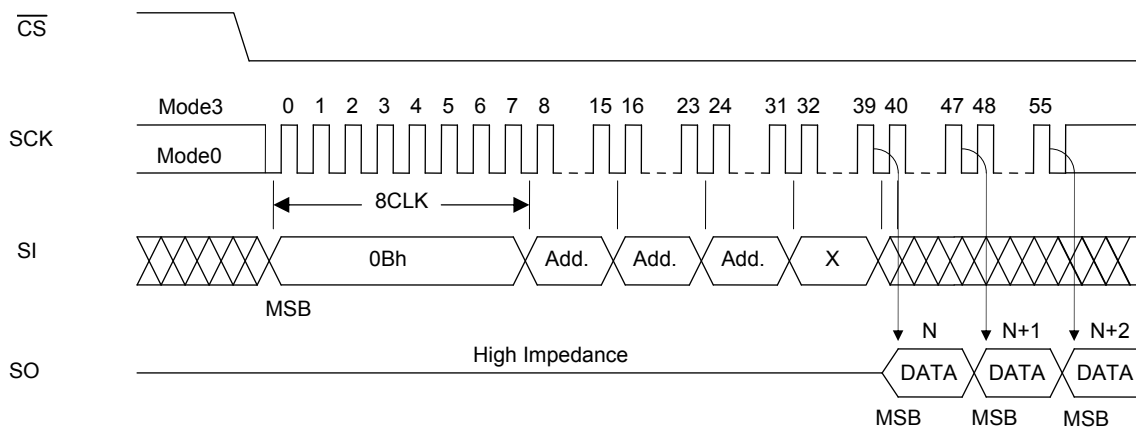 CS
Mode3 0 1 2 3 4 5 6 7 8 15 16 23 24 31 32 39 40 47 48 55
SCK
Mode0
8CLK
SI 0Bh Add. Add. Add. X
MSB
N N+1 N+2
High Impedance
SO DATA DATA DATA
MSB MSB MSB